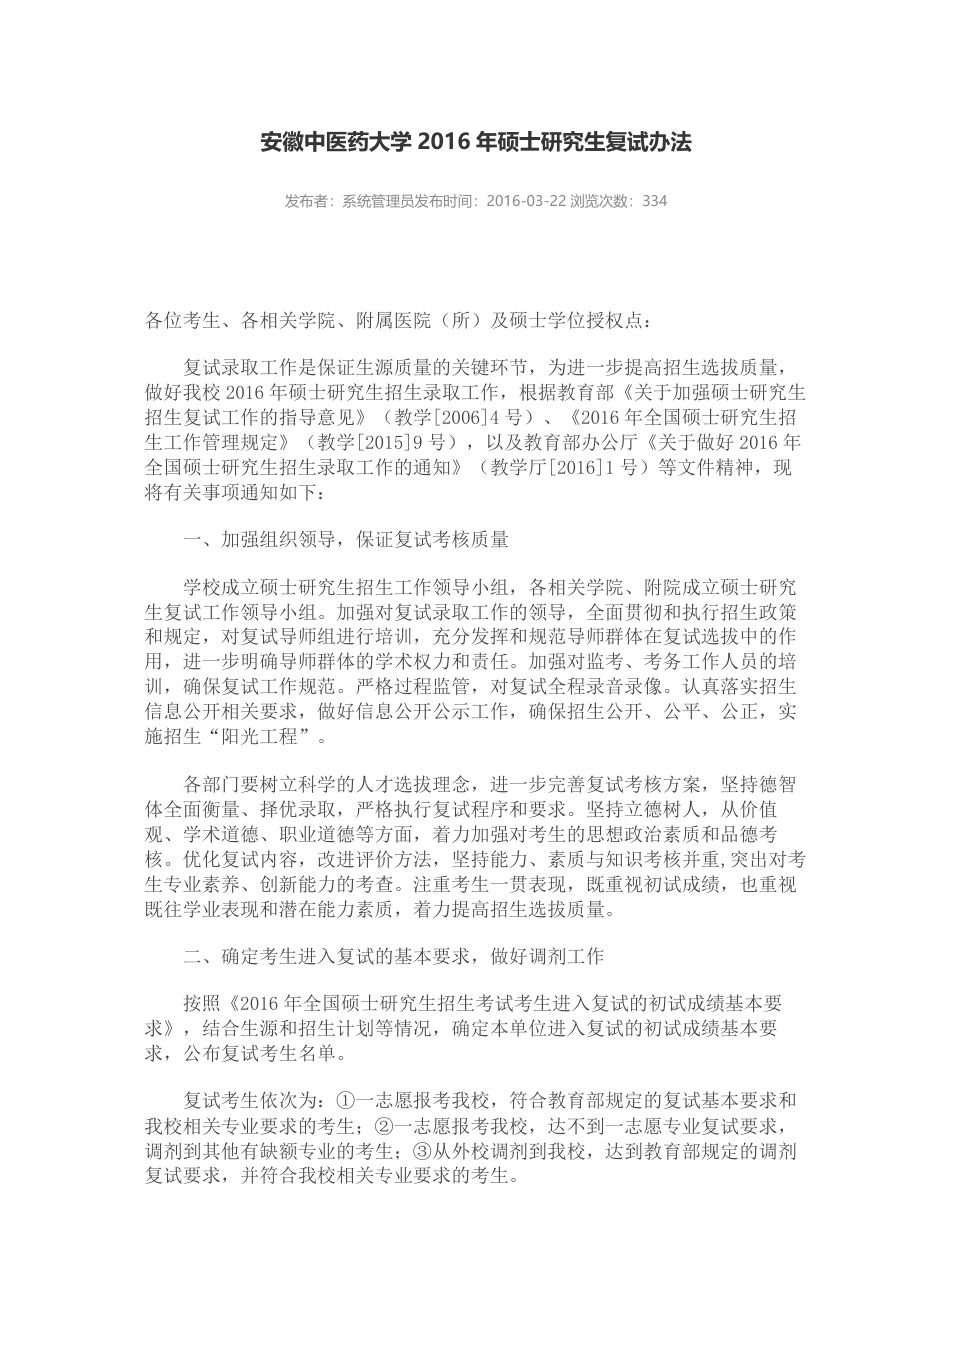 安徽中医药大学 2016 年硕士研究生复试办法
发布者：系统管理员发布时间：2016-03-22 浏览次数：334
各位考生、各相关学院、附属医院（所）及硕士学位授权点：
复试录取工作是保证生源质量的关键环节，为进一步提高招生选拔质量，
做好我校 2016 年硕士研究生招生录取工作，根据教育部《关于加强硕士研究生
招生复试工作的指导意见》（教学[2006]4 号）、《2016 年全国硕士研究生招
生工作管理规定》（教学[2015]9 号），以及教育部办公厅《关于做好 2016 年
全国硕士研究生招生录取工作的通知》（教学厅[2016]1 号）等文件精神，现
将有关事项通知如下：
一、加强组织领导，保证复试考核质量
学校成立硕士研究生招生工作领导小组，各相关学院、附院成立硕士研究
生复试工作领导小组。加强对复试录取工作的领导，全面贯彻和执行招生政策
和规定，对复试导师组进行培训，充分发挥和规范导师群体在复试选拔中的作
用，进一步明确导师群体的学术权力和责任。加强对监考、考务工作人员的培
训，确保复试工作规范。严格过程监管，对复试全程录音录像。认真落实招生
信息公开相关要求，做好信息公开公示工作，确保招生公开、公平、公正，实
施招生“阳光工程”。
各部门要树立科学的人才选拔理念，进一步完善复试考核方案，坚持德智
体全面衡量、择优录取，严格执行复试程序和要求。坚持立德树人，从价值
观、学术道德、职业道德等方面，着力加强对考生的思想政治素质和品德考
核。优化复试内容，改进评价方法，坚持能力、素质与知识考核并重,突出对考
生专业素养、创新能力的考查。注重考生一贯表现，既重视初试成绩，也重视
既往学业表现和潜在能力素质，着力提高招生选拔质量。
二、确定考生进入复试的基本要求，做好调剂工作
按照《2016 年全国硕士研究生招生考试考生进入复试的初试成绩基本要
求》，结合生源和招生计划等情况，确定本单位进入复试的初试成绩基本要
求，公布复试考生名单。
复试考生依次为：①一志愿报考我校，符合教育部规定的复试基本要求和
我校相关专业要求的考生；②一志愿报考我校，达不到一志愿专业复试要求，
调剂到其他有缺额专业的考生；③从外校调剂到我校，达到教育部规定的调剂
复试要求，并符合我校相关专业要求的考生。